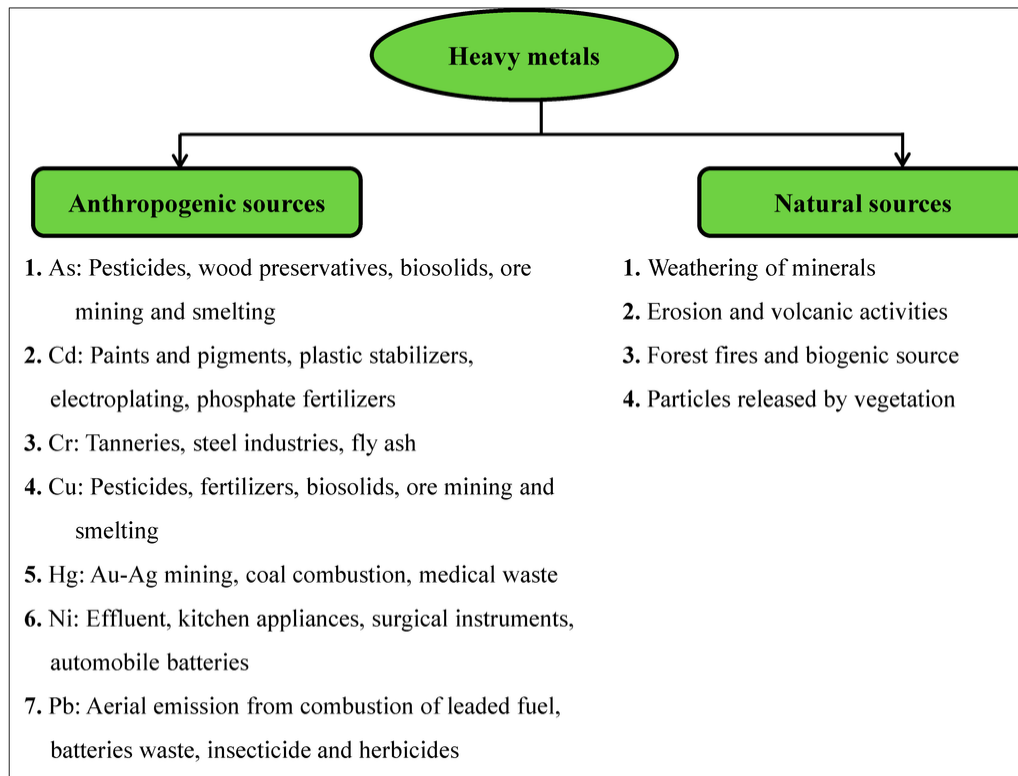 Heavy metals
Anthropogenic sources
1. As: Pesticides, wood preservatives, biosolids, ore
mining and smelting
2. Cd: Paints and pigments, plastic stabilizers,
electroplating, phosphate fertilizers
3. Cr: Tanneries, steel industries, fly ash
4. Cu: Pesticides, fertilizers, biosolids, ore mining and
smelting
5. Hg: Au-Ag mining, coal combustion, medical waste
6. Ni: Effluent, kitchen appliances, surgical instruments,
automobile batteries
7. Pb: Aerial emission from combustion of leaded fuel,
batteries waste, insecticide and herbicides
Natural sources
1. Weathering of minerals
2. Erosion and volcanic activities
3. Forest fires and biogenic source
4. Particles released by vegetation